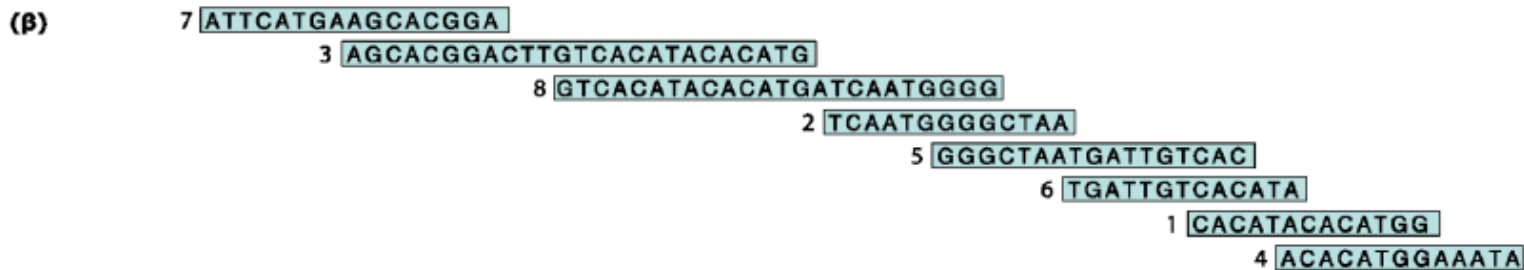 (β) 7 ATTCATGAAGCACGGA
3 AGCACGGACTTGTCACATACACATG
8 GTCACATACACATGATCAATGGGG
2 TCAATGGGGCTAA
5 GGGCTAATGATTGTCAC
6 TGATTGTCACATA
1 CACATACACATGG
4 ACACATGGAAATA